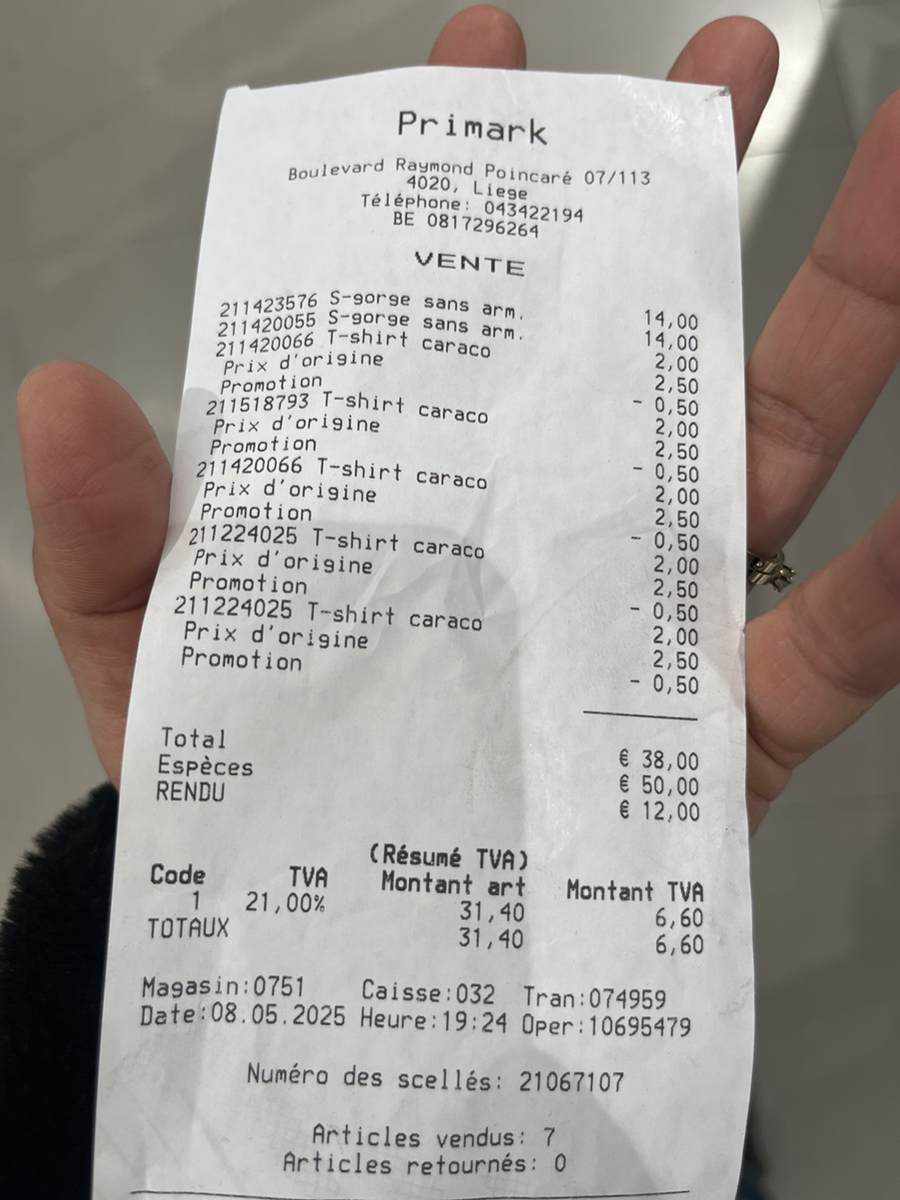 Primark
Boulevard Raymond Poincaré 07/113
4020, Liege
Téléphone: 043422194
BE 0817296264
VENTE
211423576 S-gorge sans arm. 14,00
211420055 S-gorge sans arm. 14,00
211420066 T-shirt caraco 2,00
Prix d'origine 2,50
Promotion - 0,50
211518793 T-shirt caraco 2,00
Prix d'origine 2,50
Promotion - 0,50
211420066 T-shirt caraco 2,00
Prix d'origine 2,50
Promotion - 0,50
211224025 T-shirt caraco 2,00
Prix d'origine 2,50
Promotion - 0,50
211224025 T-shirt caraco 2,00
Prix d'origine 2,50
Promotion - 0,50
Total € 38,00
Espèces € 50,00
RENDU € 12,00
(Résumé TVA)
Code TVA Montant art Montant TVA
1 21,00% 31,40 6,60
TOTAUX 31,40 6,60
Magasin:0751 Caisse:032 Tran:074959
Date:08.05.2025 Heure:19:24 Oper:10695479
Numéro des scellés: 21067107
Articles vendus: 7
Articles retournés: 0